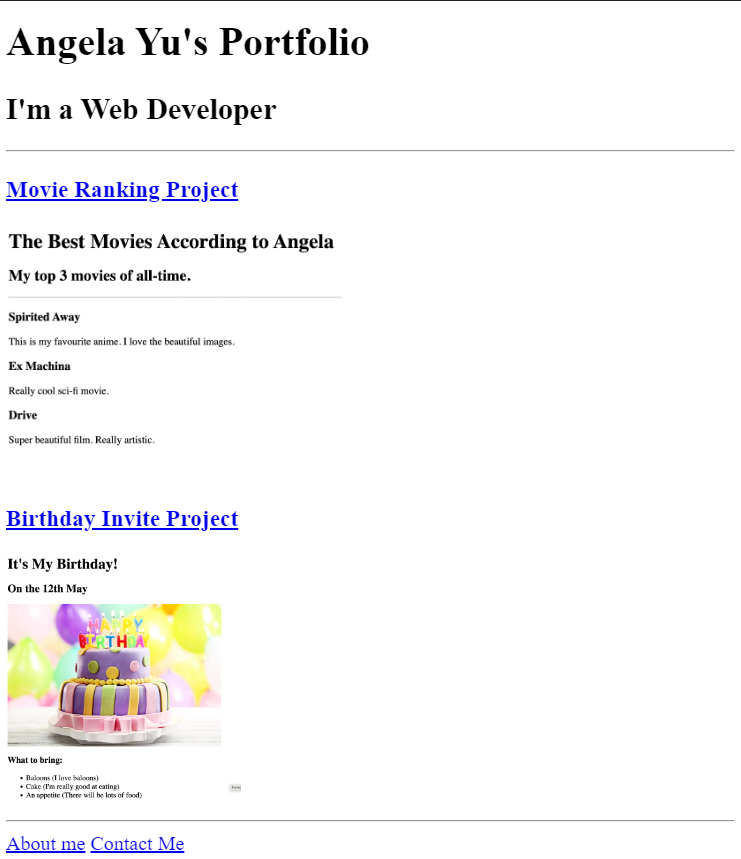 Angela Yu's Portfolio
I'm a Web Developer
Movie Ranking Project
The Best Movies According to Angela
My top 3 movies of all-time.
Spirited Away
This is my favourite anime. I love the beautiful images.
Ex Machina
Really cool sci-fi movie.
Drive
Super beautiful film. Really artistic.
Birthday Invite Project
It's My Birthday!
On the 12th May
HAPPY
BIRTHDAY
What to bring:
Baloons (I love baloons)
Cake (I'm really good at eating)
An appetite (There will be lots of food)
About me Contact Me